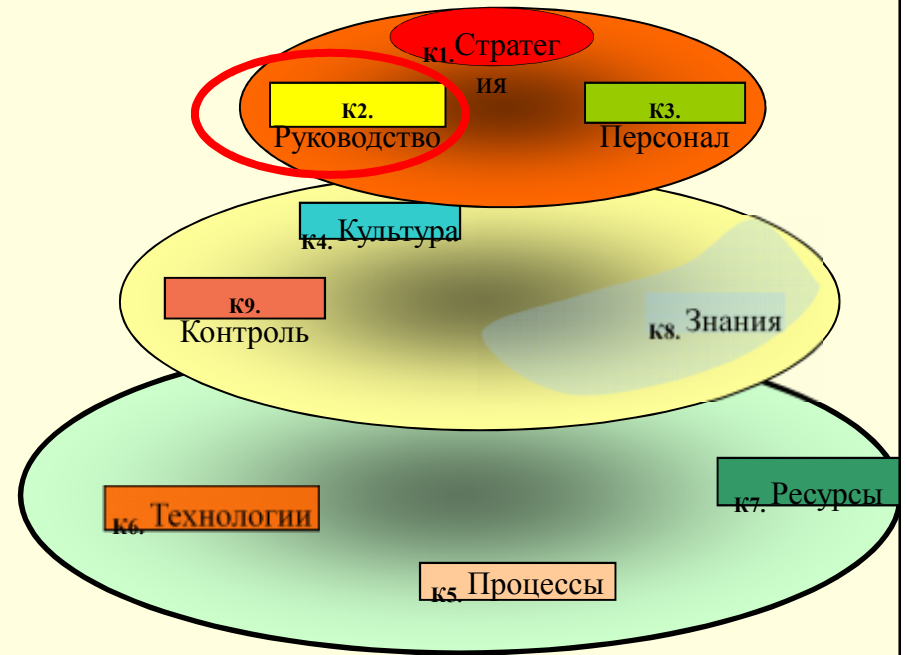 К1. Стратег
ия
К2.
Руководство
К3.
Персонал
К4. Культура
К9.
Контроль
К8. Знания
К6. Технологии
К7. Ресурсы
К5. Процессы